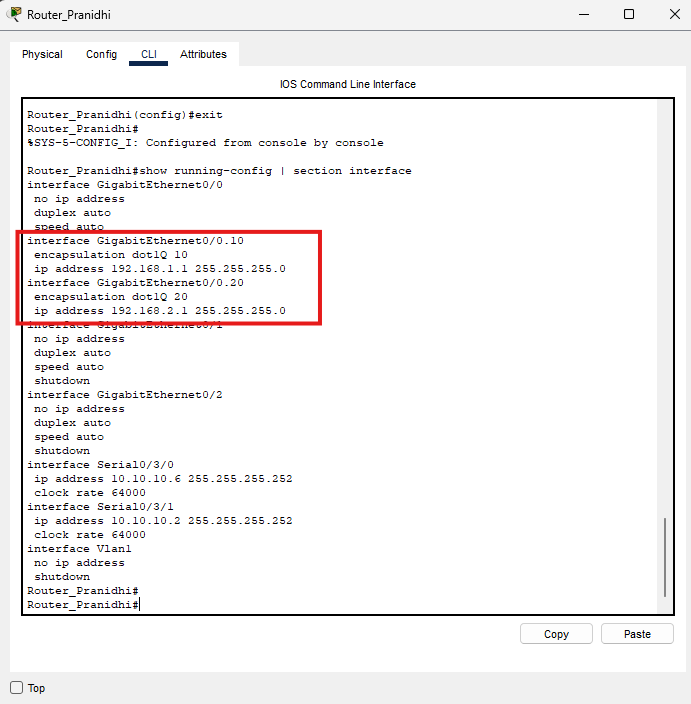 Router_Pranidhi
Physical Config CLI Attributes
IOS Command Line Interface
Router_Pranidhi(config)#exit
Router_Pranidhi#
%SYS-5-CONFIG_I: Configured from console by console
Router_Pranidhi#show running-config | section interface
interface GigabitEthernet0/0
no ip address
duplex auto
speed auto
interface GigabitEthernet0/0.10
encapsulation dot1Q 10
ip address 192.168.1.1 255.255.255.0
interface GigabitEthernet0/0.20
encapsulation dot1Q 20
ip address 192.168.2.1 255.255.255.0
interface GigabitEthernet0/1
no ip address
duplex auto
speed auto
shutdown
interface GigabitEthernet0/2
no ip address
duplex auto
speed auto
shutdown
interface Serial0/3/0
ip address 10.10.10.6 255.255.255.252
clock rate 64000
interface Serial0/3/1
ip address 10.10.10.2 255.255.255.252
clock rate 64000
interface Vlan1
no ip address
shutdown
Router_Pranidhi#
Router_Pranidhi#
Copy Paste
Top